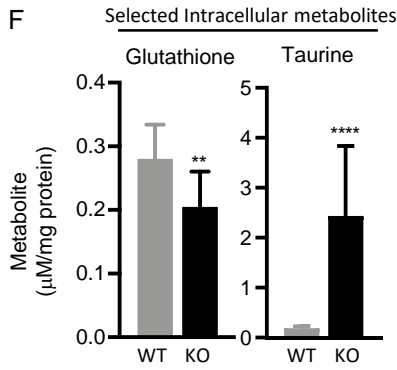 F
Selected Intracellular metabolites
Glutathione
Taurine
Metabolite
(μM/mg protein)
0.4
0.3
0.2
0.1
0.0
**
WT KO
5
4
3
2
1
0
****
WT KO